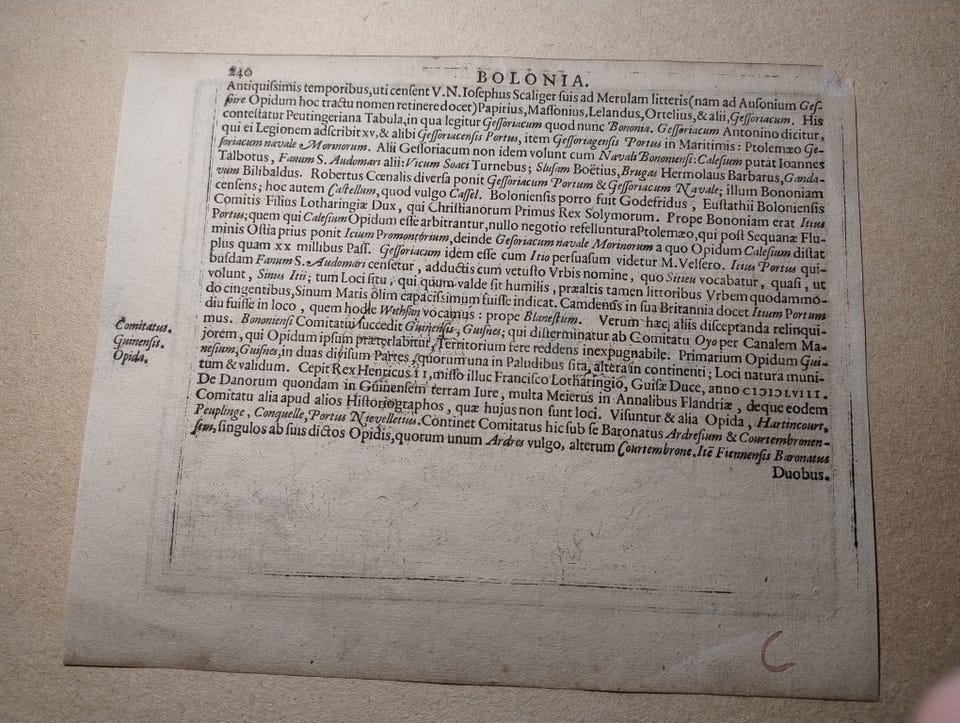 240
BOLONIA.
Antiquiſsimis temporibus, uti cenſent V.N. Ioſephus Scaliger ſuis ad Merulam litteris (nam ad Auſonium Geſ-
ſoire Opidum hoc tractu nomen retinere docet) Papirius, Maſſonius, Lelandus, Ortelius, & alii, Geſſoriacum. His
conteſtatur Peutingeriana Tabula, in qua legitur Geſſoriacum quod nunc Bononia. Geſſoriacum Antonino dicitur,
qui ei Legionem adſcribit xv, & alibi Geſſoriacenſis Portus, item Geſſoriagenſis Portus in Maritimis: Ptolemæo Ge-
ſoriacum navale Morinorum. Alii Geſſoriacum non idem volunt cum Navali Bononienſi: Caleſium putat Ioannes
Talbotus, Fanum S. Audomari alii: Vicum Soaci Turnebus; Sluſam Boëtius, Brugas Hermolaus Barbarus, Ganda-
vum Bilibaldus. Robertus Cœnalis diverſa ponit Geſſoriacum Portum & Geſſoriacum Navale; illum Bononiam
cenſens; hoc autem Caſtellum, quod vulgo Caſſel. Bolonienſis porro fuit Godefridus, Euſtathii Bolonienſis
Comitis Filius Lotharingiæ Dux, qui Chriſtianorum Primus Rex Solymorum. Prope Bononiam erat Itius
Portus; quem qui Caleſium Opidum eſſe arbitrantur, nullo negotio refelluntur a Ptolemæo, qui poſt Sequanæ Flu-
minis Oſtia prius ponit Icium Promontorium, deinde Geſoriacum navale Morinorum a quo Opidum Caleſium diſtat
plus quam xx millibus Paſſ. Geſſoriacum idem eſſe cum Itio perſuaſum videtur M. Velſero. Itius Portus qui-
buſdam Fanum S. Audomari cenſetur, adductis cum vetuſto Vrbis nomine, quo Sitieu vocabatur, quaſi, ut
volunt, Sinus Itii; tum Loci ſitu, qui quum valde ſit humilis, præaltis tamen littoribus Vrbem quodammó-
do cingentibus, Sinum Maris òlim capaciſsimum fuiſſe indicat. Camdenſis in ſua Britannia docet Itium Portum
diu fuiſſe in loco, quem hodie Withſan vocamus: prope Blaneſtum. Verum hæc aliis diſceptanda relinqui-
mus. Bononienſi Comitatui ſuccedit Guinenſis, Guiſnes; qui diſterminatur ab Comitatu Oyo per Canalem Ma-
jorem, qui Opidum ipſum præterlabitur, Territorium fere reddens inexpugnabile. Primarium Opidum Gui-
neſium, Guiſnes, in duas diviſum Partes, quorum una in Paludibus ſita, altera in continenti; Loci natura muni-
tum & validum. Cepit Rex Henricus II, miſſo illuc Franciſco Lotharingio, Guiſæ Duce, anno CIƆIƆLVIII.
De Danorum quondam in Guinenſem terram Iure, multa Meierus in Annalibus Flandriæ, deque eodem
Comitatu alia apud alios Hiſtoriographos, quæ hujus non ſunt loci. Viſuntur & alia Opida, Hartincourt,
Peuplinge, Conquelle, Portus Nievelletius. Continet Comitatus hic ſub ſe Baronatus Ardreſium & Courtembronen-
ſem, ſingulos ab ſuis dictos Opidis, quorum unum Ardres vulgo, alterum Courtembrone. Itē Fiennenſis Baronatus
Duobus.
Comitatus.
Guinenſis.
Opida.